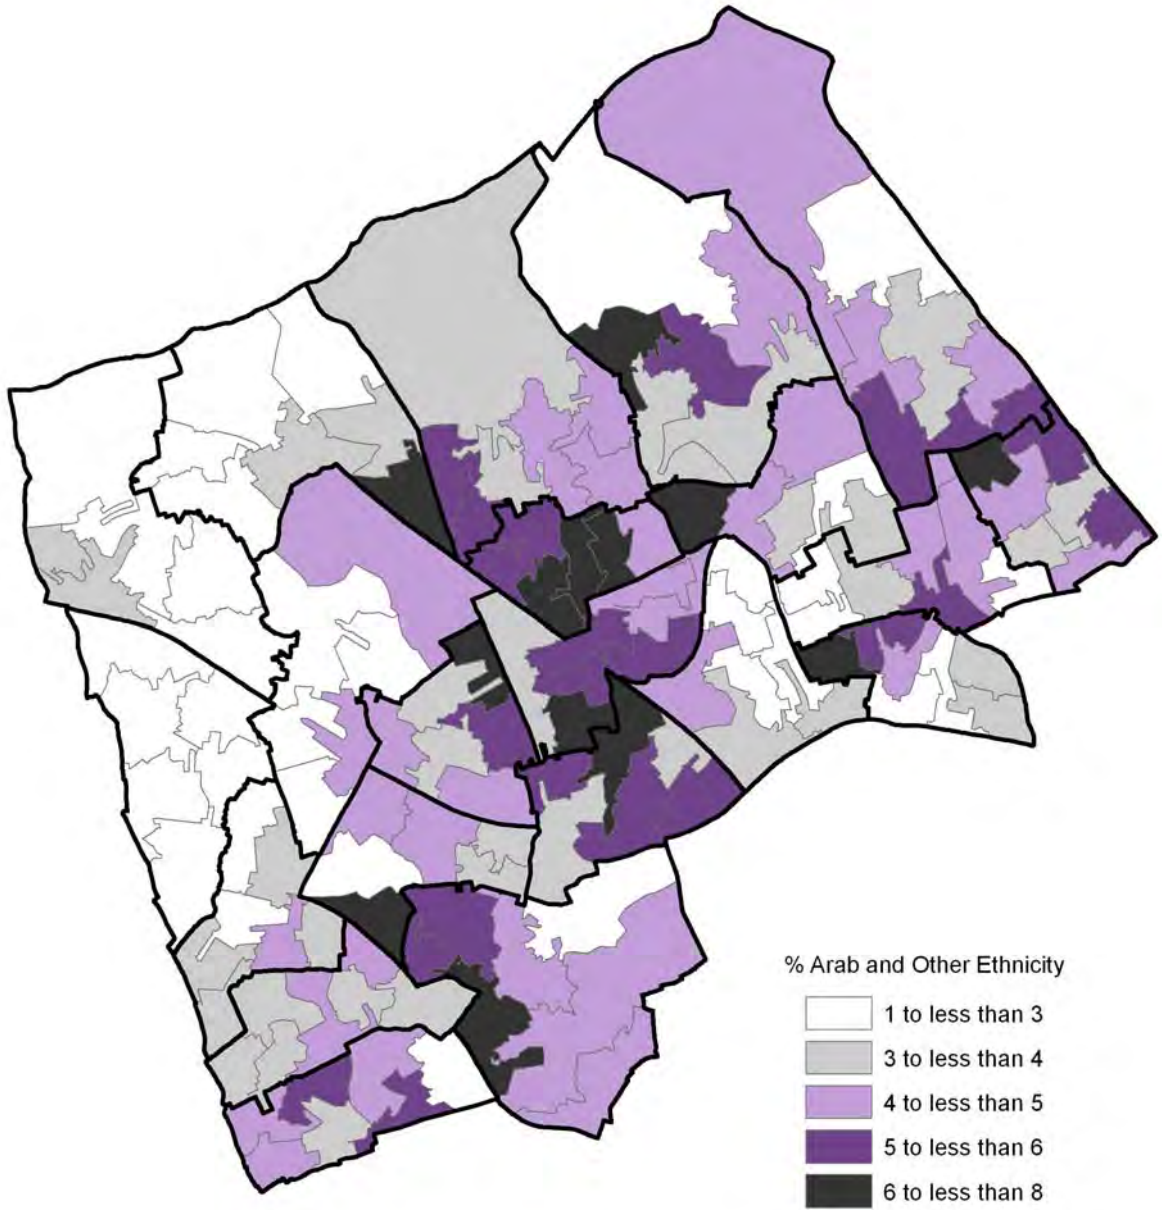 % Arab and Other Ethnicity
1 to less than 3
3 to less than 4
4 to less than 5
5 to less than 6
6 to less than 8